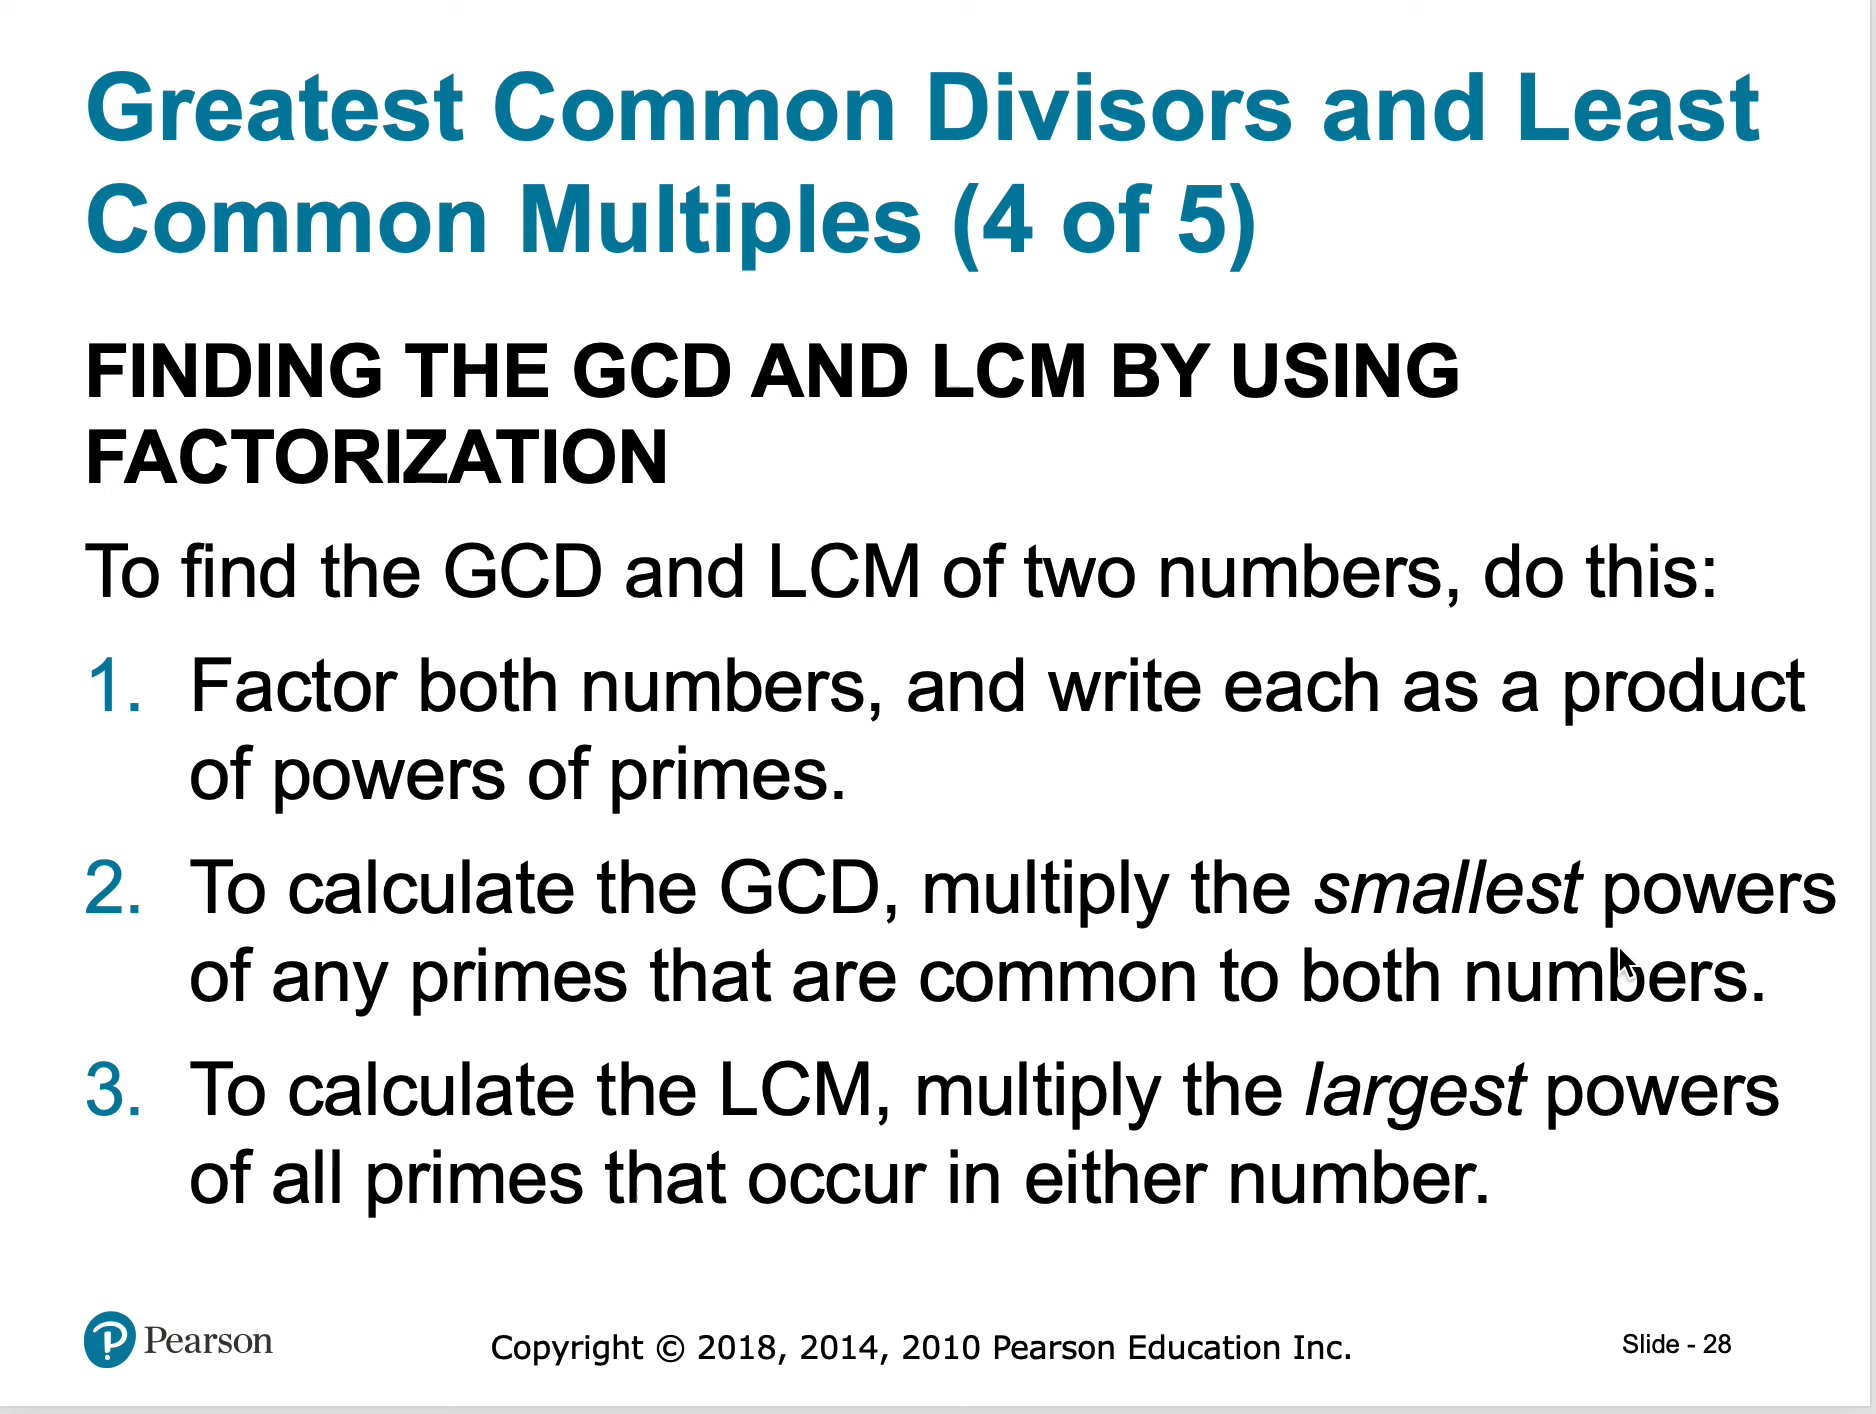 Greatest Common Divisors and Least
Common Multiples (4 of 5)
FINDING THE GCD AND LCM BY USING
FACTORIZATION
To find the GCD and LCM of two numbers, do this:
1. Factor both numbers, and write each as a product
of powers of primes.
2. To calculate the GCD, multiply the smallest powers
of any primes that are common to both numbers.
3. To calculate the LCM, multiply the largest powers
of all primes that occur in either number.
Pearson
Copyright © 2018, 2014, 2010 Pearson Education Inc.
Slide - 28